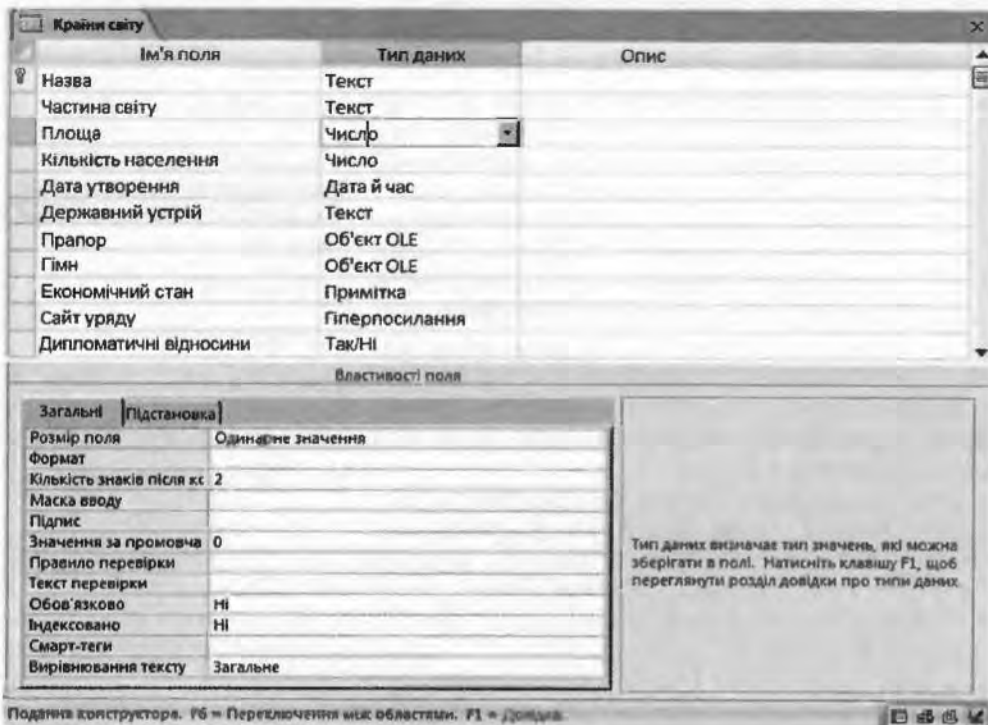 Країни світу
Ім'я поля Тип даних Опис
Назва Текст
Частина світу Текст
Площа Число
Кількість населення Число
Дата утворення Дата й час
Державний устрій Текст
Прапор Об'єкт OLE
Гімн Об'єкт OLE
Економічний стан Примітка
Сайт уряду Гіперпосилання
Дипломатичні відносини Так/Ні
Властивості поля
Загальні Підстановка
Розмір поля Одинарне значення
Формат
Кількість знаків після кс 2
Маска вводу
Підпис
Значення за промовча 0
Правило перевірки
Текст перевірки
Обов'язково Ні
Індексовано Ні
Смарт-теги
Вирівнювання тексту Загальне
Тип даних визначає тип значень, які можна
зберігати в полі. Натисніть клавішу F1, щоб
переглянути розділ довідки про типи даних
Подання конструктора. F6 = Переключення між областями. F1 = Довідка.